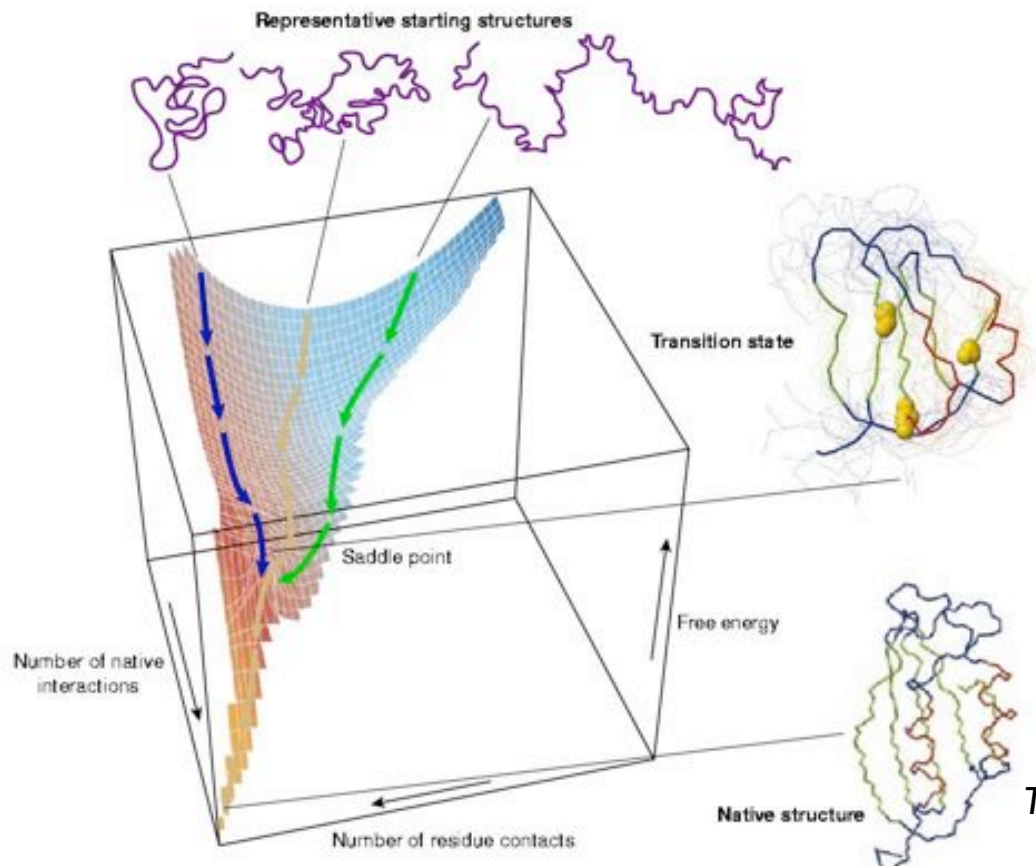 Representative starting structures
Transition state
Saddle point
Free energy
Number of native
interactions
Number of residue contacts
Native structure
T